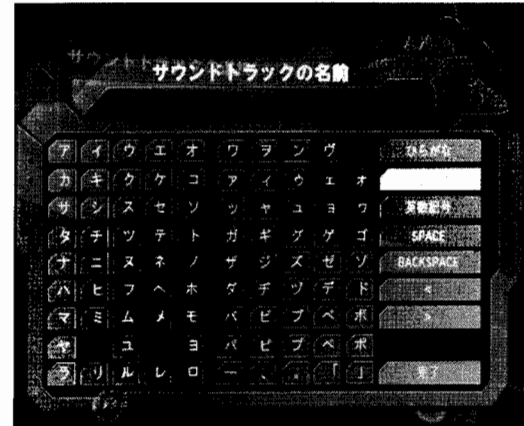 サウンドトラックの名前
ア イ ウ エ オ ワ ヲ ン ヴ ひらがな
カ キ ク ケ コ ァ ィ ゥ ェ ォ
サ シ ス セ ソ ッ ャ ュ ョ ヮ 英数記号
タ チ ツ テ ト ガ ギ グ ゲ ゴ SPACE
ナ ニ ヌ ネ ノ ザ ジ ズ ゼ ゾ BACKSPACE
ハ ヒ フ ヘ ホ ダ ヂ ヅ デ ド <
マ ミ ム メ モ バ ビ ブ ベ ボ >
ヤ ユ ヨ パ ピ プ ペ ポ
ラ リ ル レ ロ ー 、 。 「 」 完了